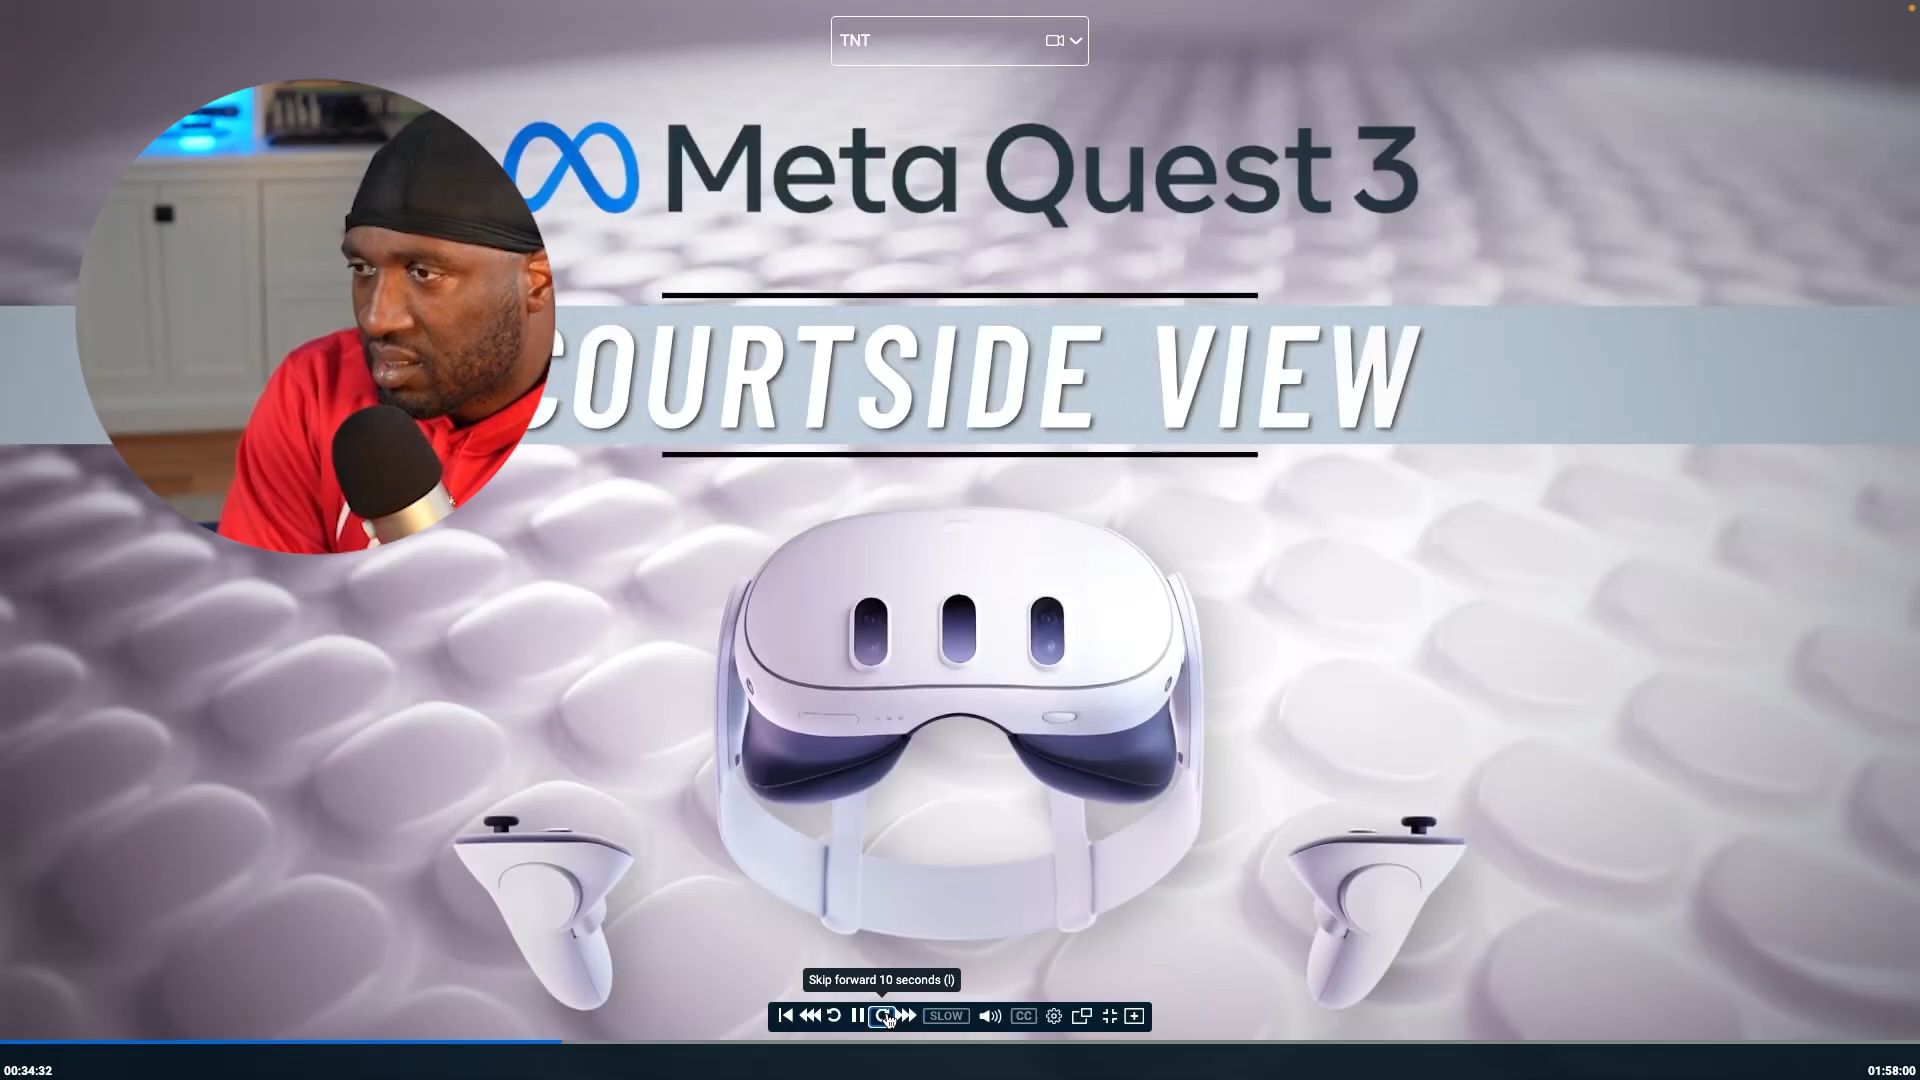 TNT
Meta Quest 3
COURTSIDE VIEW
Skip forward 10 seconds (l)
SLOW
CC
00:34:32
01:58:00